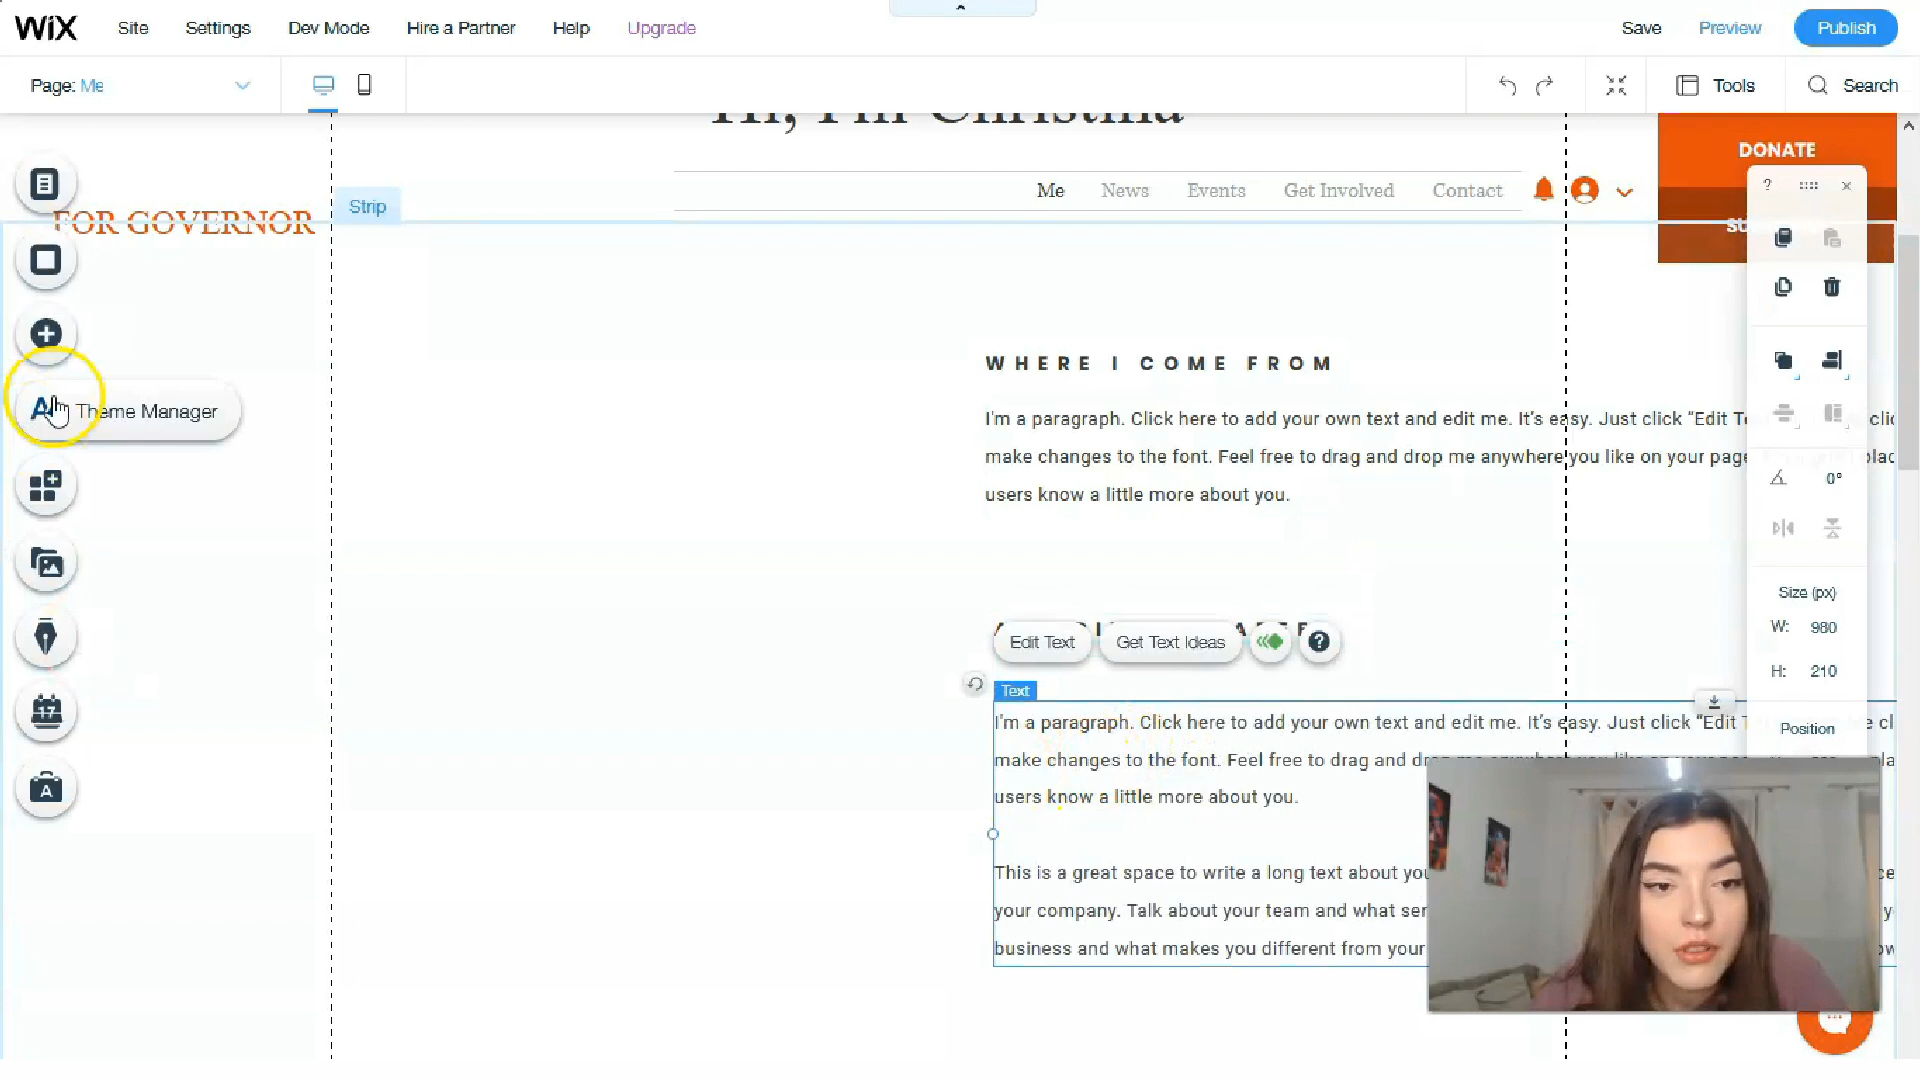 WiX Site Settings Dev Mode Hire a Partner Help Upgrade Save Preview Publish
Page: Me Tools Search
Hi, I'm Christina
DONATE
Me News Events Get Involved Contact
Strip
FOR GOVERNOR
WHERE I COME FROM
Theme Manager
I'm a paragraph. Click here to add your own text and edit me. It's easy. Just click “Edit
make changes to the font. Feel free to drag and drop me anywhere you like on your page.
users know a little more about you.
0°
Size (px)
W: 980
H: 210
Position
Edit Text Get Text Ideas
Text
I'm a paragraph. Click here to add your own text and edit me. It's easy. Just click “Edit
make changes to the font. Feel free to drag and
users know a little more about you.
This is a great space to write a long text about
your company. Talk about your team and what
business and what makes you different from your
17
A